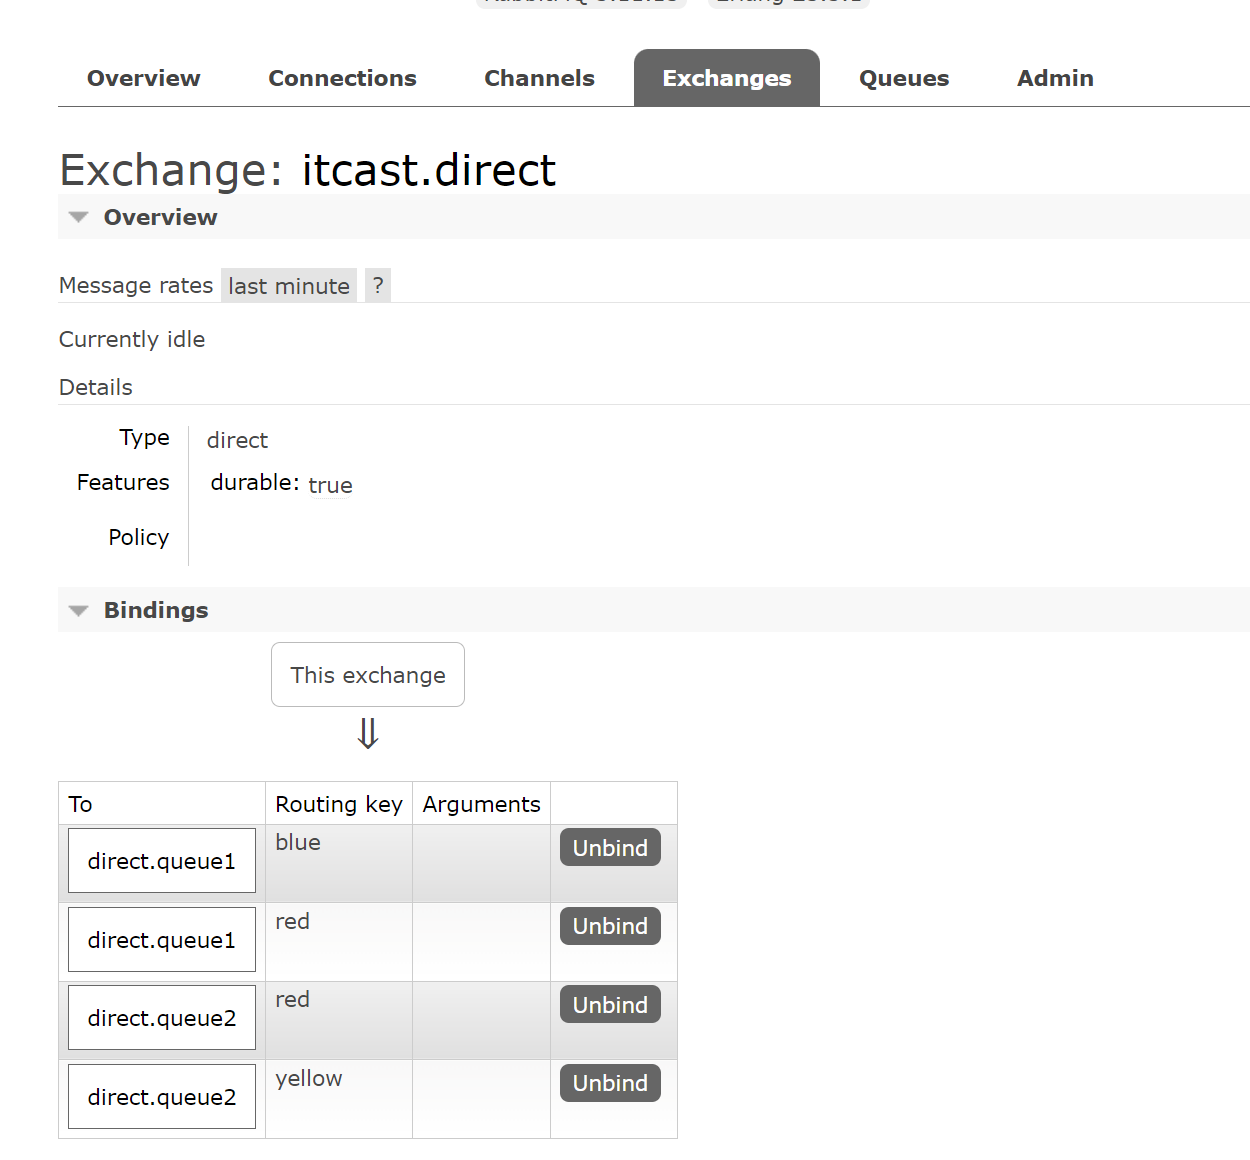 Overview Connections Channels Exchanges Queues Admin
Exchange: itcast.direct
Overview
Message rates last minute ?
Currently idle
Details
Type direct
Features durable: true
Policy
Bindings
This exchange
⇓
To Routing key Arguments
direct.queue1 blue Unbind
direct.queue1 red Unbind
direct.queue2 red Unbind
direct.queue2 yellow Unbind